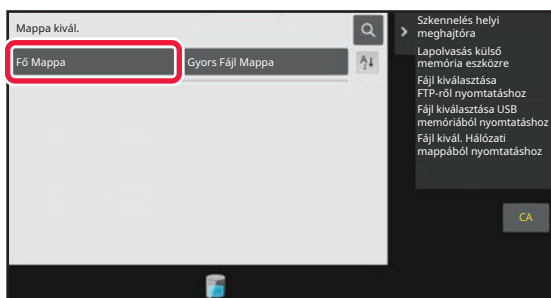 Mappa kivál.
Fő Mappa
Gyors Fájl Mappa
Szkennelés helyi
meghajtóra
Lapolvasás külső
memória eszközre
Fájl kiválasztása
FTP-ről nyomtatáshoz
Fájl kiválasztása USB
memóriából nyomtatáshoz
Fájl kivál. Hálózati
mappából nyomtatáshoz
CA